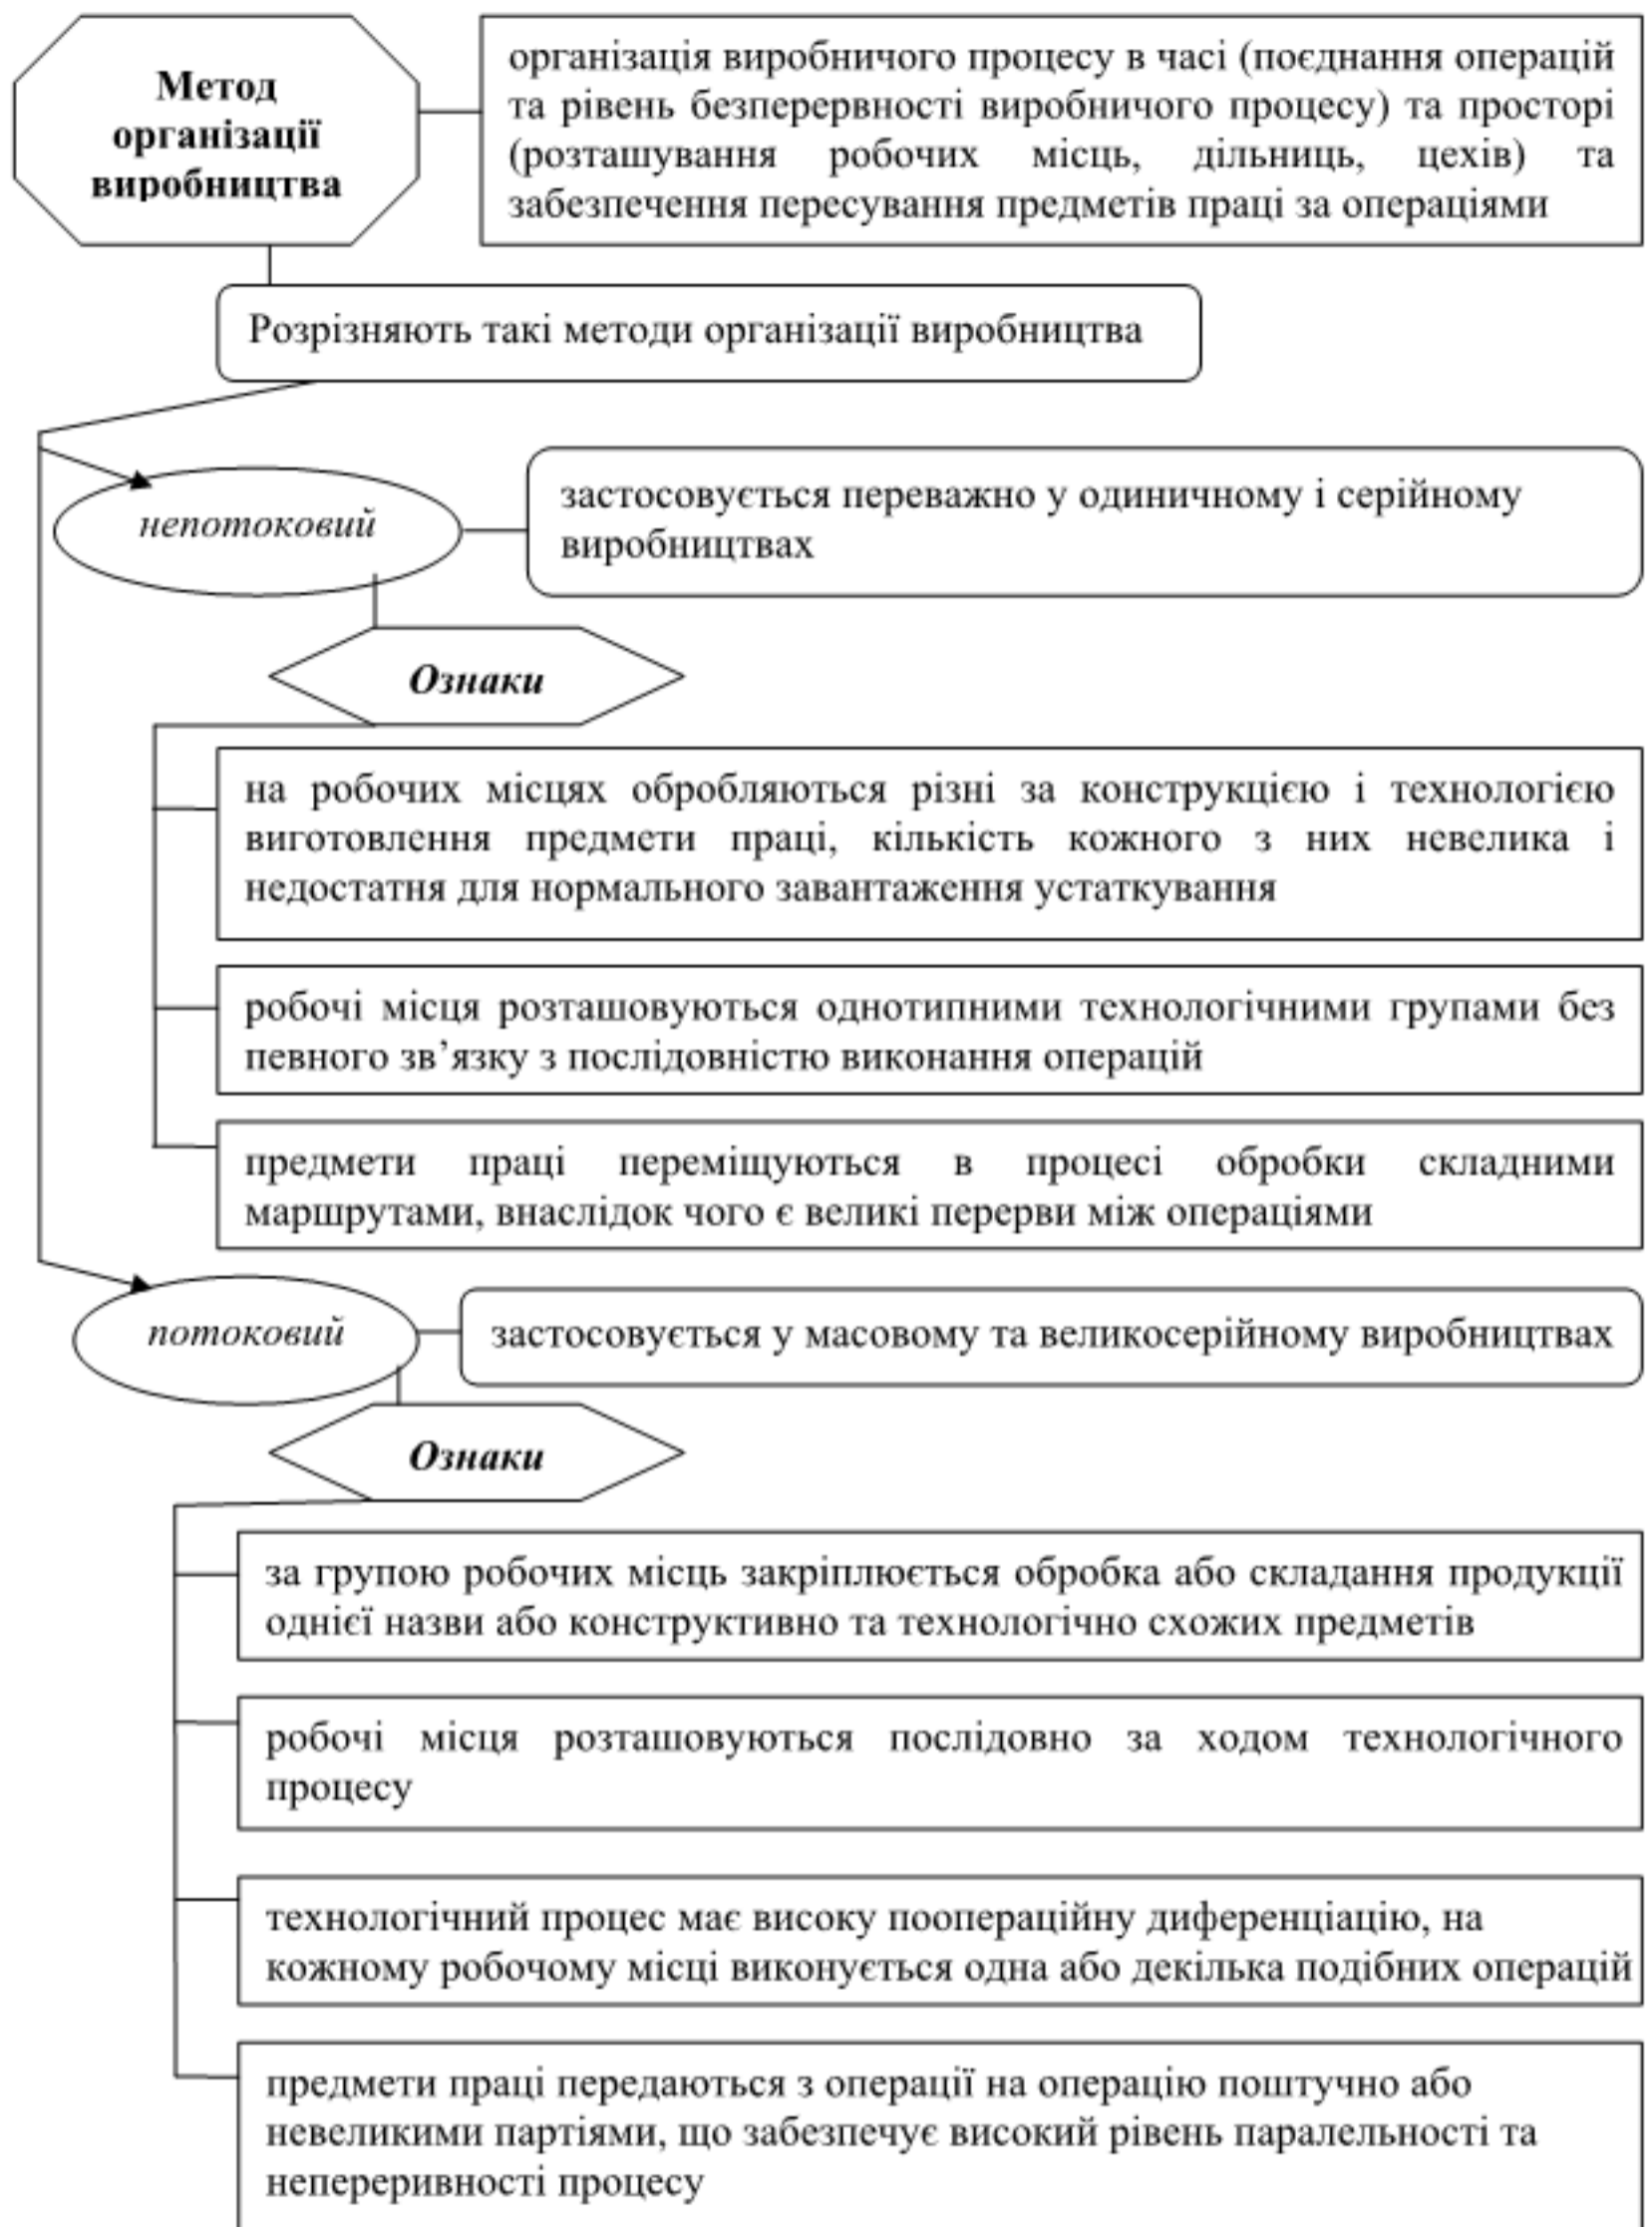 Метод
організації
виробництва
організація виробничого процесу в часі (поєднання операцій
та рівень безперервності виробничого процесу) та просторі
(розташування робочих місць, дільниць, цехів) та
забезпечення пересування предметів праці за операціями
Розрізняють такі методи організації виробництва
непотоковий
застосовується переважно у одиничному і серійному
виробництвах
Ознаки
на робочих місцях обробляються різні за конструкцією і технологією
виготовлення предмети праці, кількість кожного з них невелика і
недостатня для нормального завантаження устаткування
робочі місця розташовуються однотипними технологічними групами без
певного зв’язку з послідовністю виконання операцій
предмети праці переміщуються в процесі обробки складними
маршрутами, внаслідок чого є великі перерви між операціями
потоковий
застосовується у масовому та великосерійному виробництвах
Ознаки
за групою робочих місць закріплюється обробка або складання продукції
однієї назви або конструктивно та технологічно схожих предметів
робочі місця розташовуються послідовно за ходом технологічного
процесу
технологічний процес має високу поопераційну диференціацію, на
кожному робочому місці виконується одна або декілька подібних операцій
предмети праці передаються з операції на операцію поштучно або
невеликими партіями, що забезпечує високий рівень паралельності та
непереривності процесу